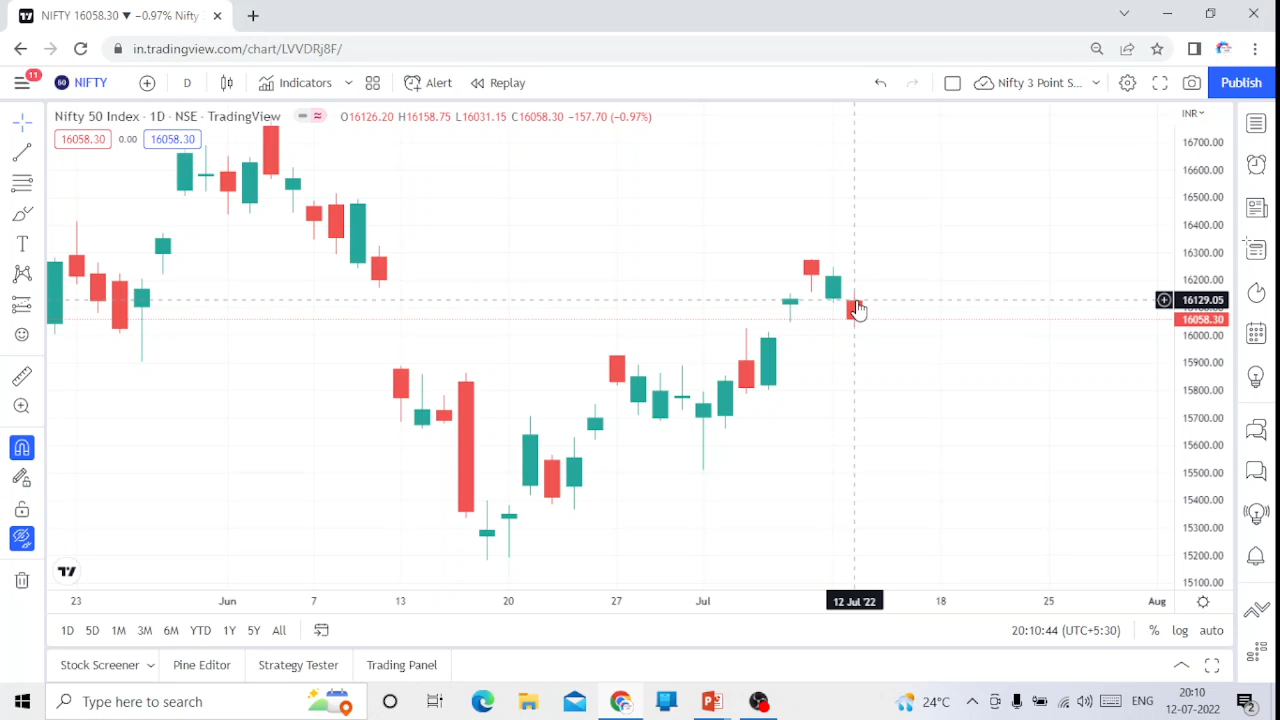 NIFTY 16058.30 ▼ −0.97% Nifty
in.tradingview.com/chart/LVVDRj8F/
11
50 NIFTY D Indicators Alert Replay Nifty 3 Point S... Publish
Nifty 50 Index · 1D · NSE · TradingView O16126.20 H16158.75 L16031.15 C16058.30 −157.70 (−0.97%)
INR
16058.30 0.00 16058.30
16700.00
16600.00
16500.00
16400.00
16300.00
16200.00
16129.05
16058.30
16000.00
15900.00
15800.00
15700.00
15600.00
15500.00
15400.00
15300.00
15200.00
15100.00
23 Jun 7 13 20 27 Jul 12 Jul '22 18 25 Aug
1D 5D 1M 3M 6M YTD 1Y 5Y All 20:10:44 (UTC+5:30) % log auto
Stock Screener Pine Editor Strategy Tester Trading Panel
Type here to search 24°C ENG 20:10
12-07-2022 2